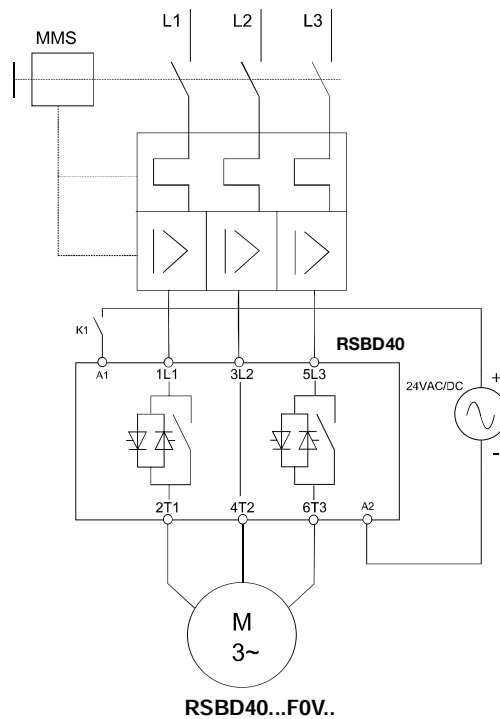 L1 L2 L3
MMS
RSBD40
K1
A1 1L1 3L2 5L3
24VAC/DC
+
-
2T1 4T2 6T3 A2
M
3~
RSBD40...F0V..